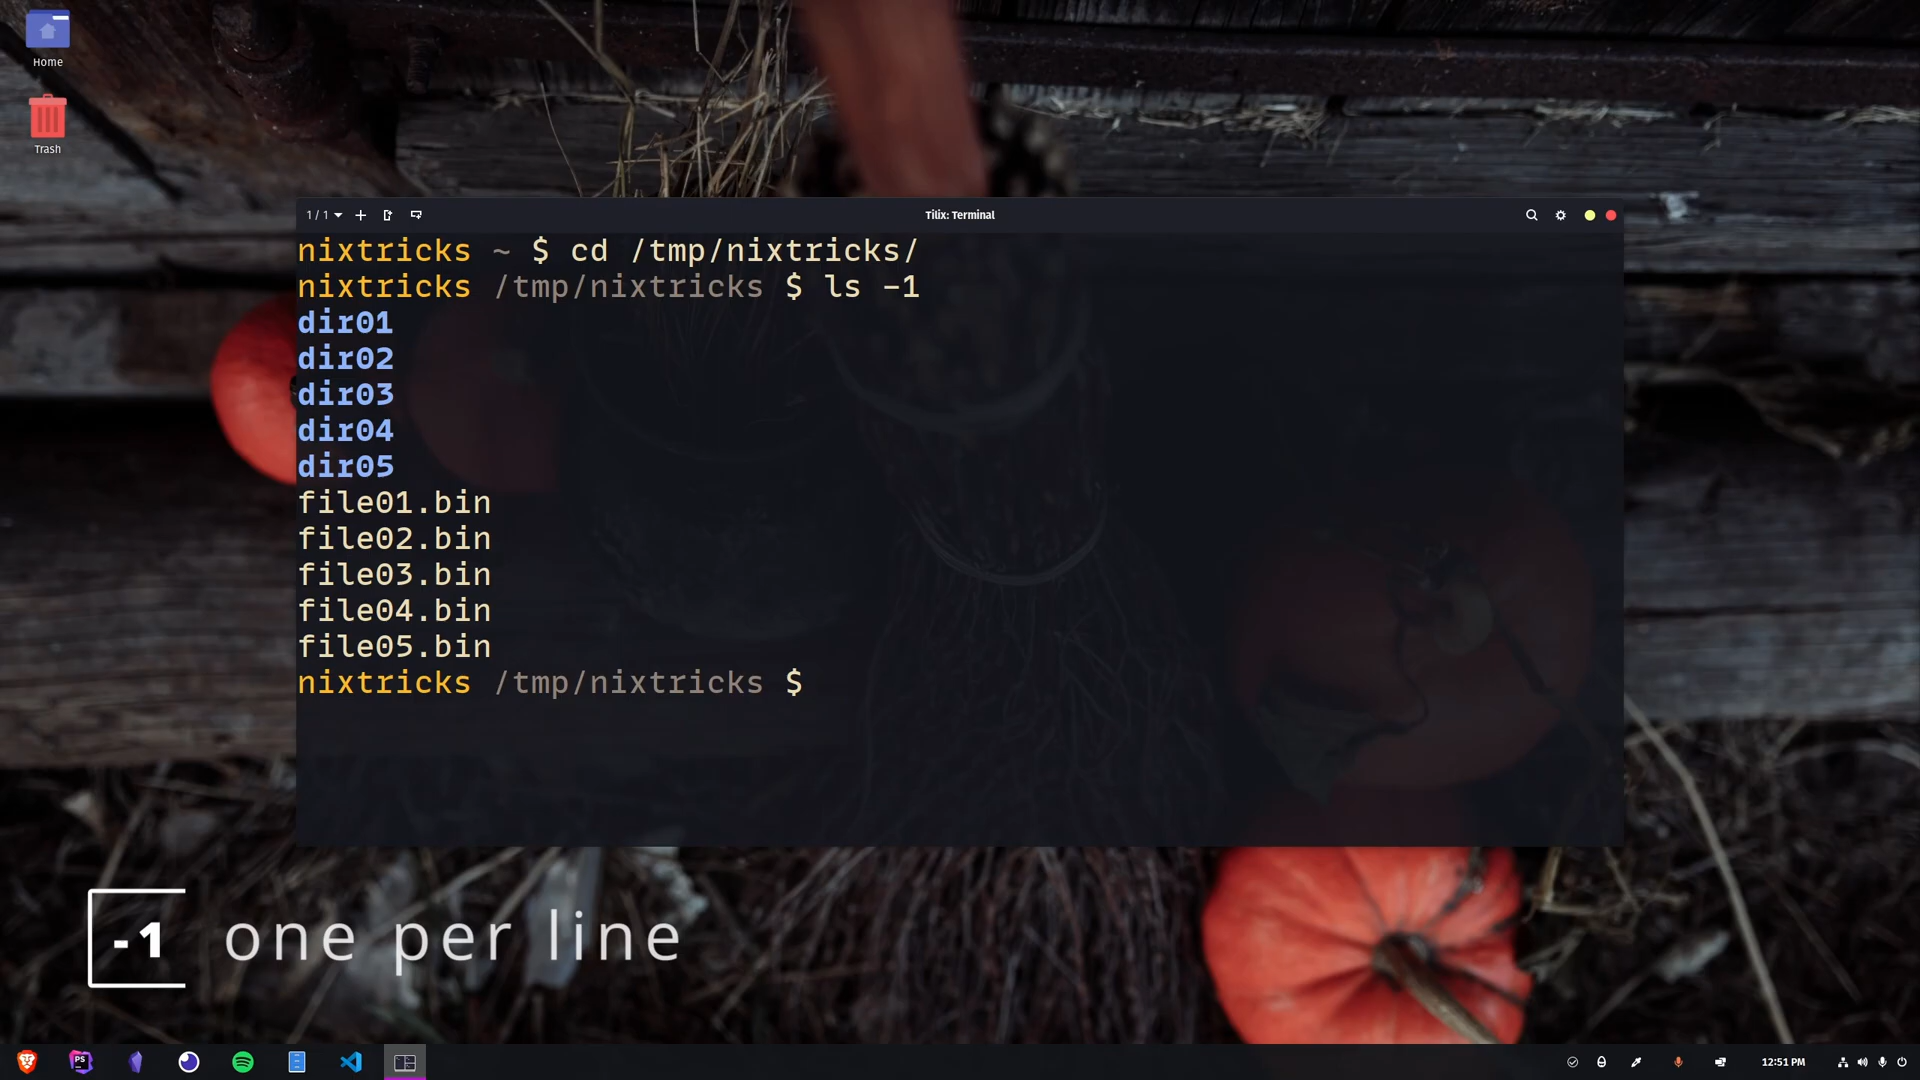 Home
Trash
1 / 1
Tilix: Terminal
nixtricks ~ $ cd /tmp/nixtricks/
nixtricks /tmp/nixtricks $ ls -1
dir01
dir02
dir03
dir04
dir05
file01.bin
file02.bin
file03.bin
file04.bin
file05.bin
nixtricks /tmp/nixtricks $
-1 one per line
PS
12:51 PM